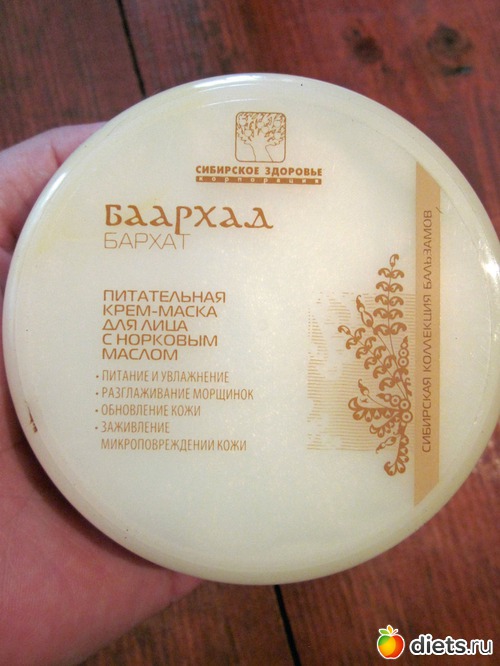 СИБИРСКОЕ ЗДОРОВЬЕ
корпорация
БААРХАД
БАРХАТ
ПИТАТЕЛЬНАЯ
КРЕМ-МАСКА
ДЛЯ ЛИЦА
С НОРКОВЫМ
МАСЛОМ
• ПИТАНИЕ И УВЛАЖНЕНИЕ
• РАЗГЛАЖИВАНИЕ МОРЩИНОК
• ОБНОВЛЕНИЕ КОЖИ
• ЗАЖИВЛЕНИЕ
МИКРОПОВРЕЖДЕНИИ КОЖИ
СИБИРСКАЯ КОЛЛЕКЦИЯ БАЛЬЗАМОВ
diets.ru